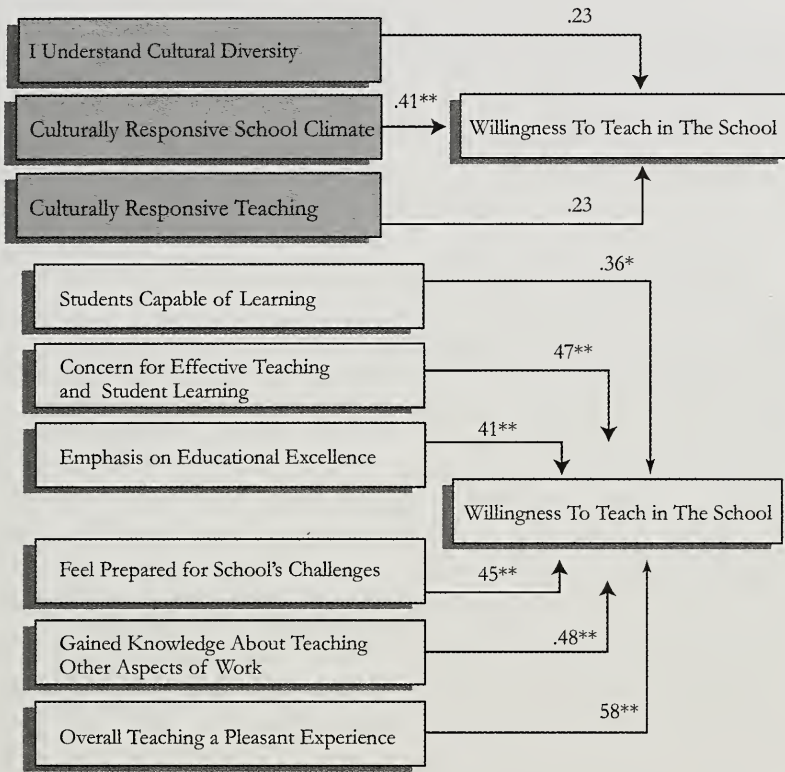 .23
I Understand Cultural Diversity
.41**
Culturally Responsive School Climate
Willingness To Teach in The School
Culturally Responsive Teaching
.23
.36*
Students Capable of Learning
47**
Concern for Effective Teaching
and Student Learning
41**
Emphasis on Educational Excellence
Willingness To Teach in The School
Feel Prepared for School's Challenges
45**
Gained Knowledge About Teaching
Other Aspects of Work
.48**
58**
Overall Teaching a Pleasant Experience